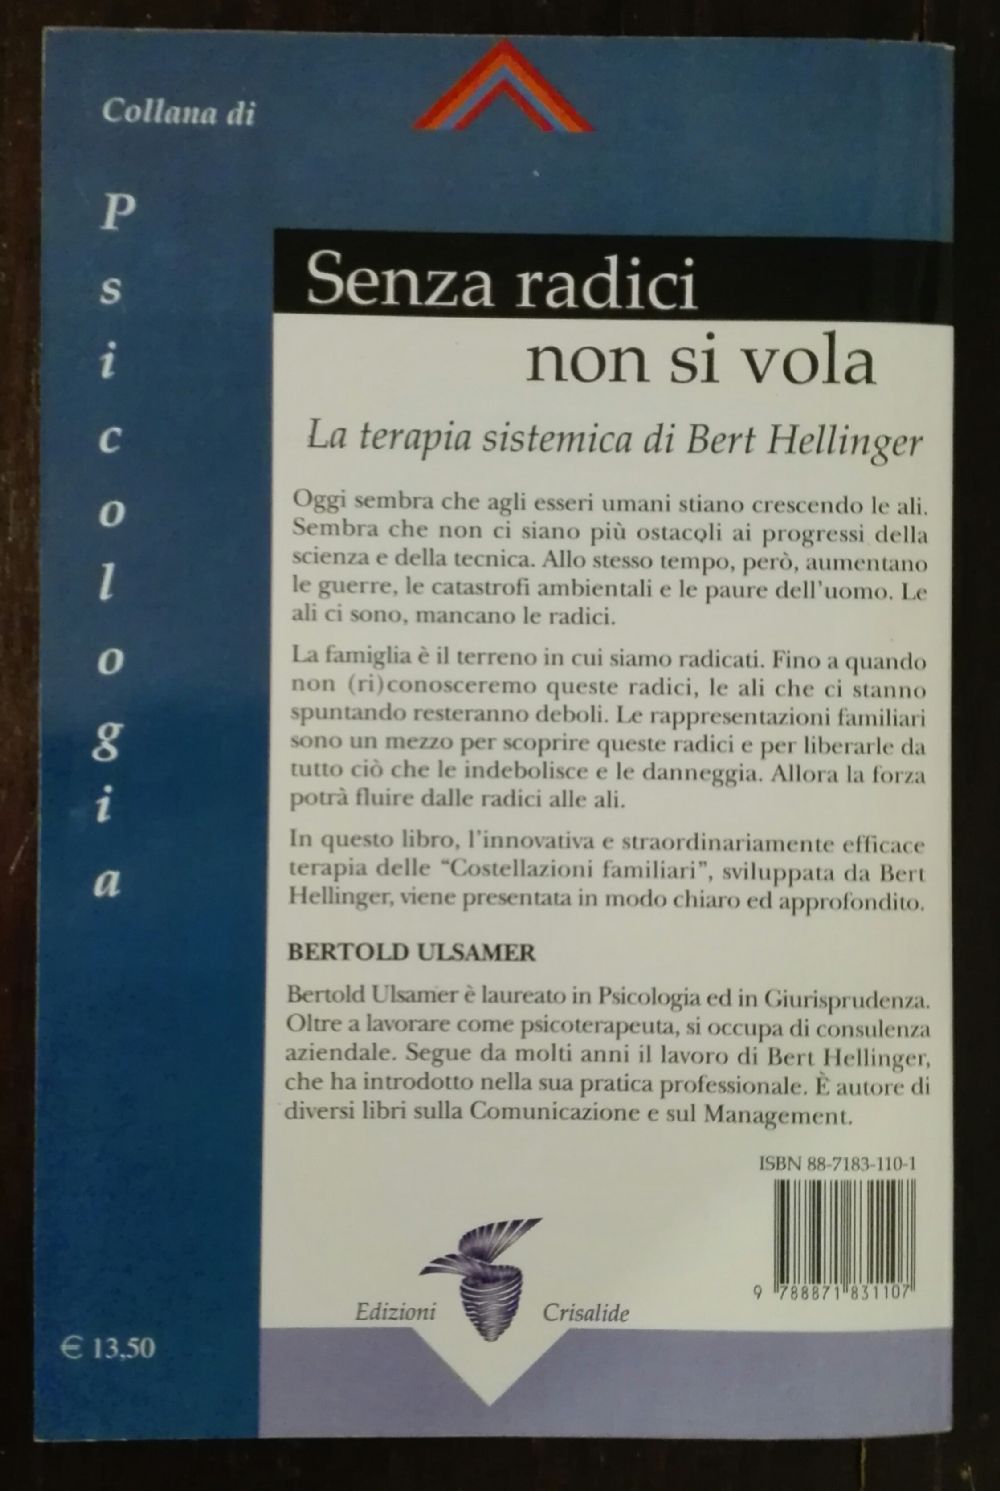 Collana di
Psicologia
Senza radici
non si vola
La terapia sistemica di Bert Hellinger
Oggi sembra che agli esseri umani stiano crescendo le ali.
Sembra che non ci siano più ostacoli ai progressi della
scienza e della tecnica. Allo stesso tempo, però, aumentano
le guerre, le catastrofi ambientali e le paure dell'uomo. Le
ali ci sono, mancano le radici.
La famiglia è il terreno in cui siamo radicati. Fino a quando
non (ri)conosceremo queste radici, le ali che ci stanno
spuntando resteranno deboli. Le rappresentazioni familiari
sono un mezzo per scoprire queste radici e per liberarle da
tutto ciò che le indebolisce e le danneggia. Allora la forza
potrà fluire dalle radici alle ali.
In questo libro, l'innovativa e straordinariamente efficace
terapia delle “Costellazioni familiari”, sviluppata da Bert
Hellinger, viene presentata in modo chiaro ed approfondito.
BERTOLD ULSAMER
Bertold Ulsamer è laureato in Psicologia ed in Giurisprudenza.
Oltre a lavorare come psicoterapeuta, si occupa di consulenza
aziendale. Segue da molti anni il lavoro di Bert Hellinger,
che ha introdotto nella sua pratica professionale. È autore di
diversi libri sulla Comunicazione e sul Management.
ISBN 88-7183-110-1
9 788871 831107
Edizioni Crisalide
€ 13,50